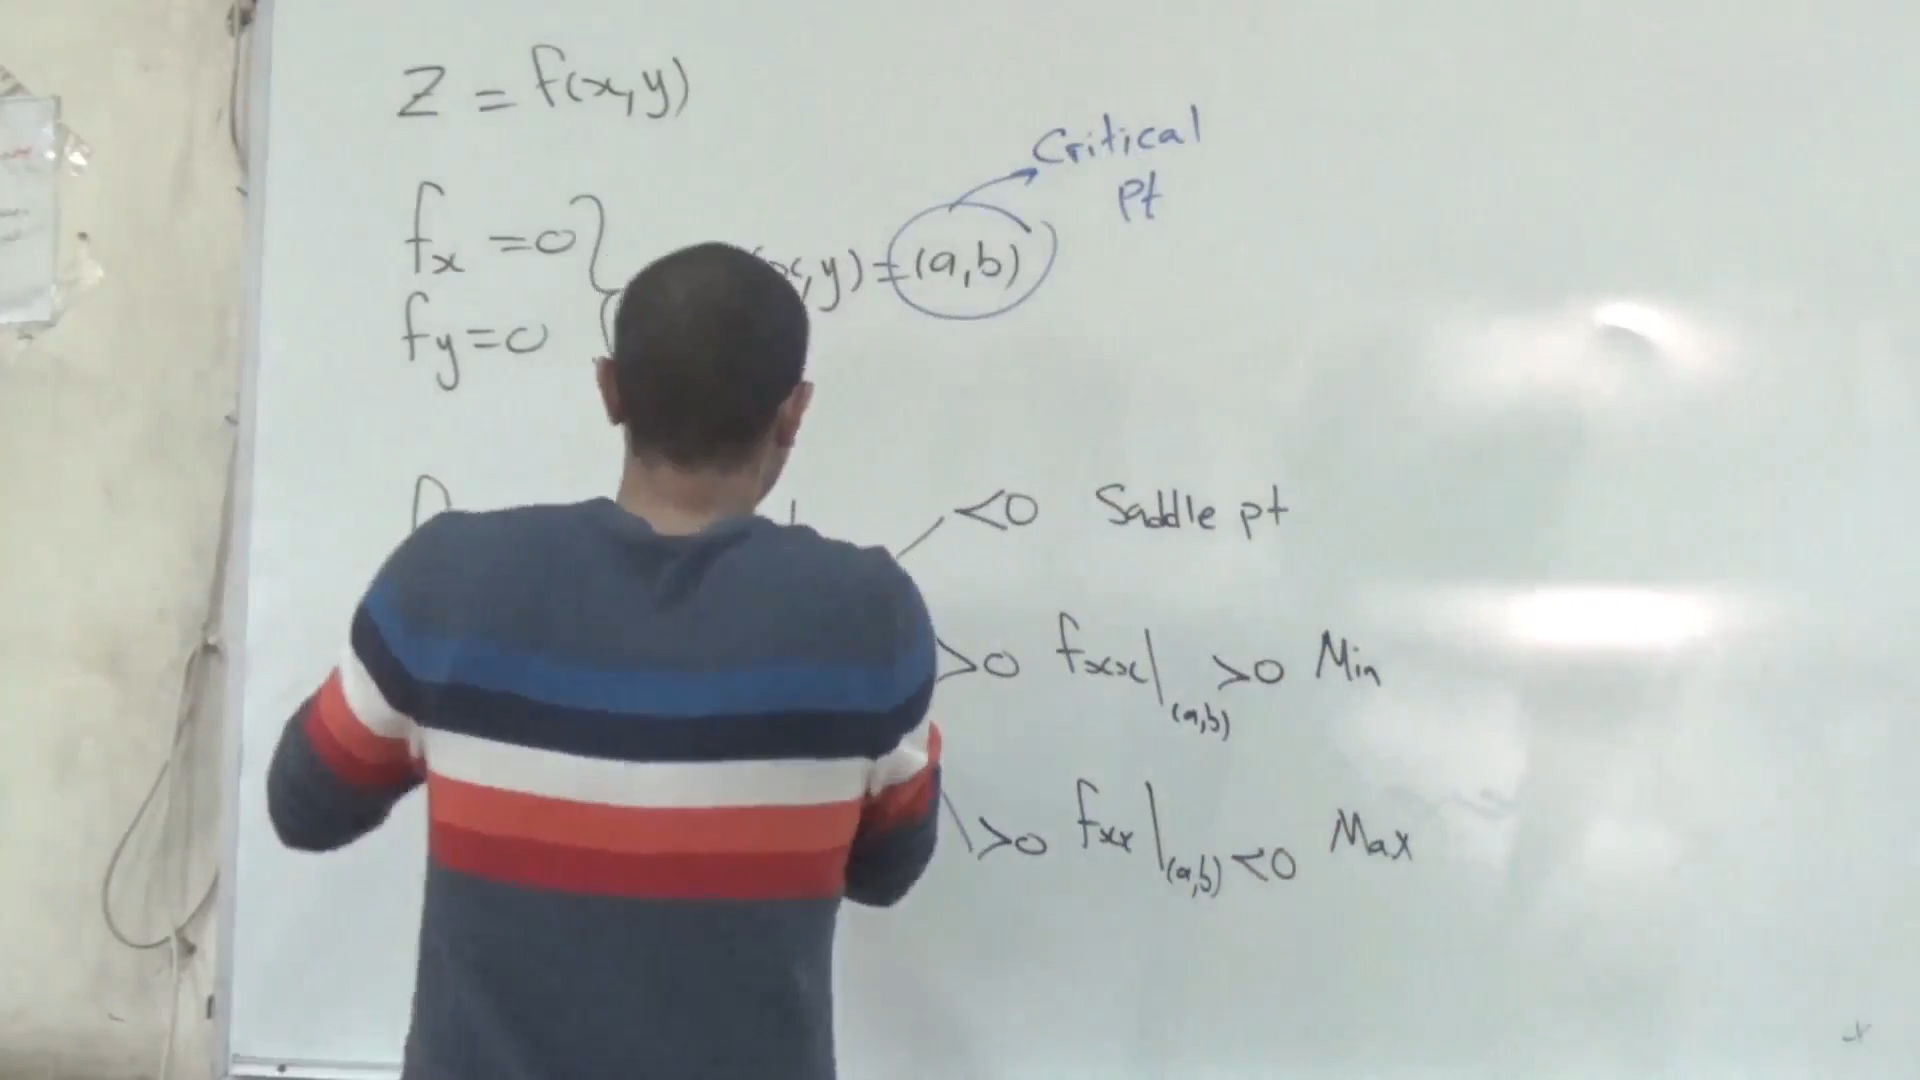 Z = f(x,y)
Critical
pt
fx = 0
(x,y) = (a,b)
fy = 0
<0 Saddle pt
>0 fxx|(a,b) >0 Min
>0 fxx|(a,b) <0 Max